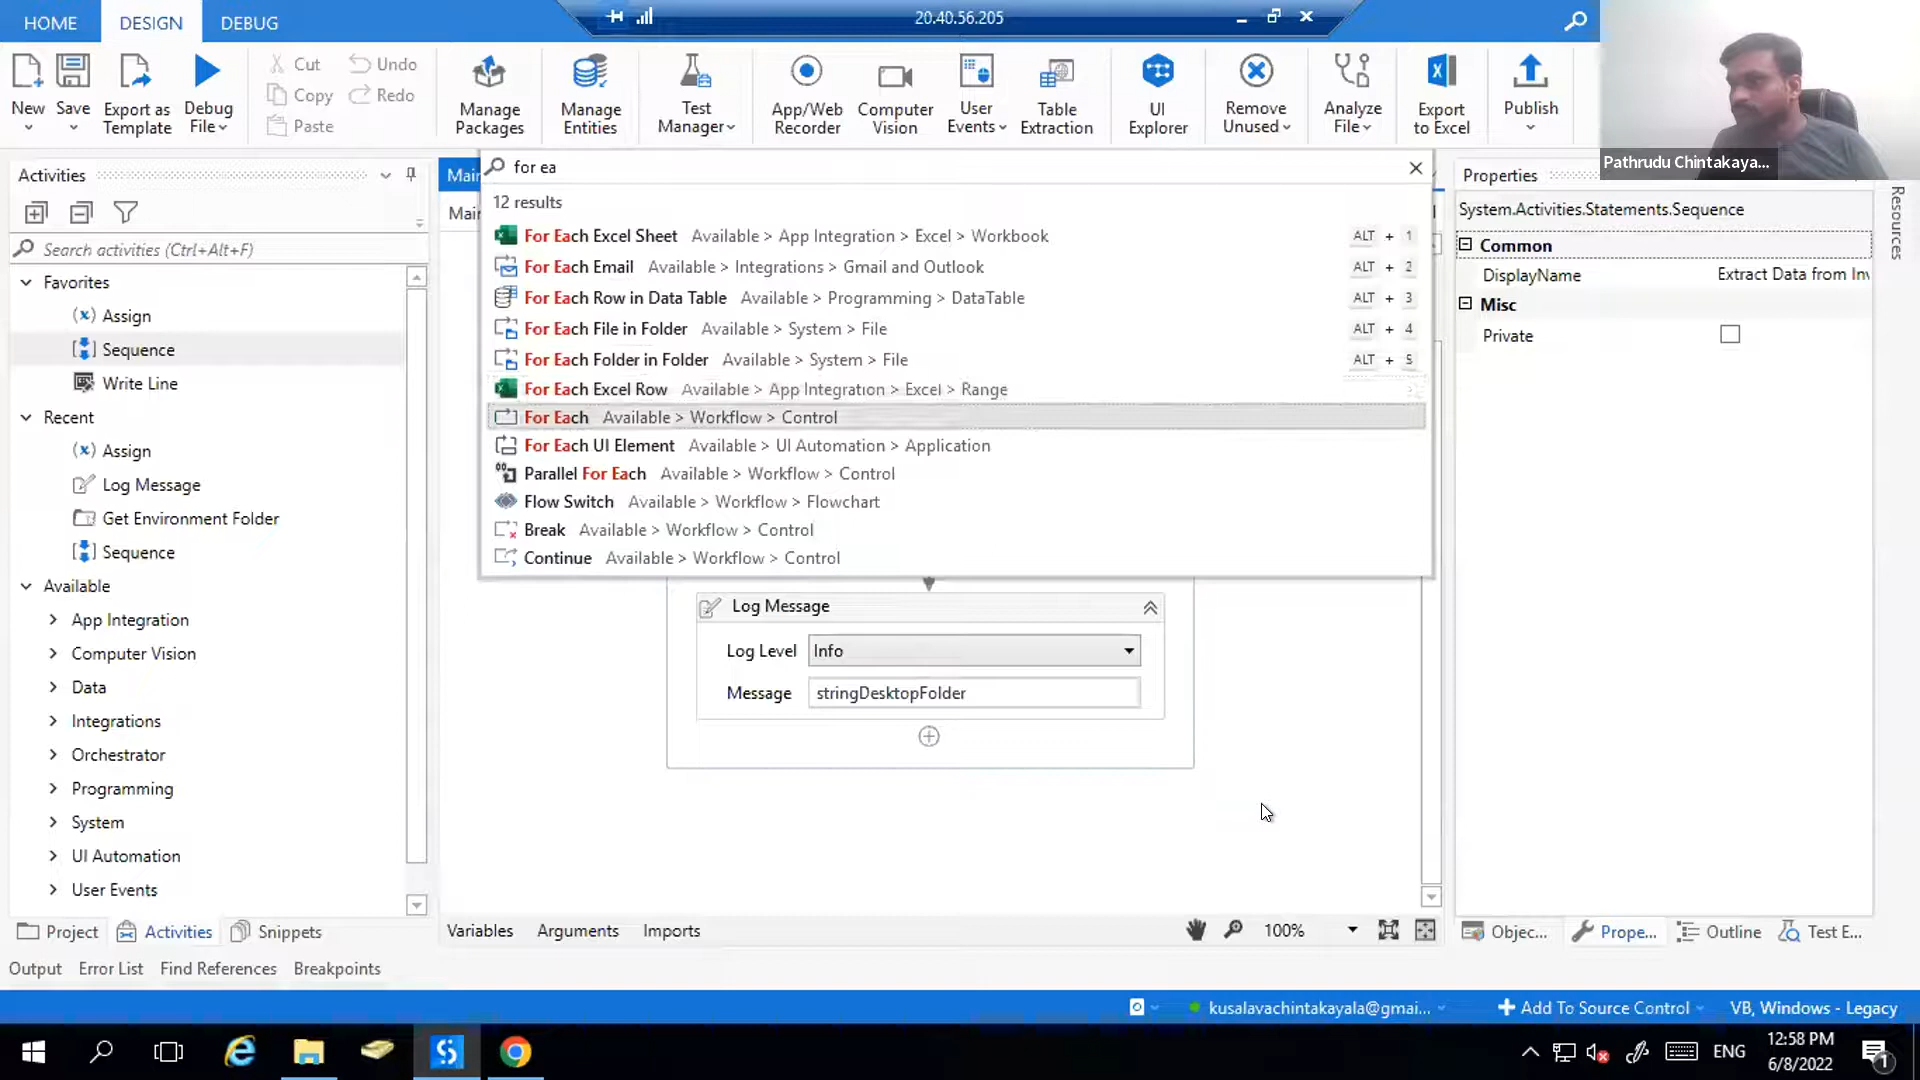 HOME DESIGN DEBUG
20.40.56.205
New
Save
Export as Template
Debug File
Cut
Copy
Paste
Undo
Redo
Manage Packages
Manage Entities
Test Manager
App/Web Recorder
Computer Vision
User Events
Table Extraction
UI Explorer
Remove Unused
Analyze File
Export to Excel
Publish
Pathrudu Chintakaya...
Activities
Search activities (Ctrl+Alt+F)
Favorites
Assign
Sequence
Write Line
Recent
Assign
Log Message
Get Environment Folder
Sequence
Available
App Integration
Computer Vision
Data
Integrations
Orchestrator
Programming
System
UI Automation
User Events
Project Activities Snippets
Main
Mai
for ea
12 results
For Each Excel Sheet Available > App Integration > Excel > Workbook ALT + 1
For Each Email Available > Integrations > Gmail and Outlook ALT + 2
For Each Row in Data Table Available > Programming > DataTable ALT + 3
For Each File in Folder Available > System > File ALT + 4
For Each Folder in Folder Available > System > File ALT + 5
For Each Excel Row Available > App Integration > Excel > Range
For Each Available > Workflow > Control
For Each UI Element Available > UI Automation > Application
Parallel For Each Available > Workflow > Control
Flow Switch Available > Workflow > Flowchart
Break Available > Workflow > Control
Continue Available > Workflow > Control
Log Message
Log Level Info
Message stringDesktopFolder
Variables Arguments Imports 100%
Properties
System.Activities.Statements.Sequence
Common
DisplayName Extract Data from Inv
Misc
Private
Resources
Objec... Prope... Outline Test E...
Output Error List Find References Breakpoints
kusalavachintakayala@gmai... Add To Source Control VB, Windows - Legacy
ENG
12:58 PM
6/8/2022
1